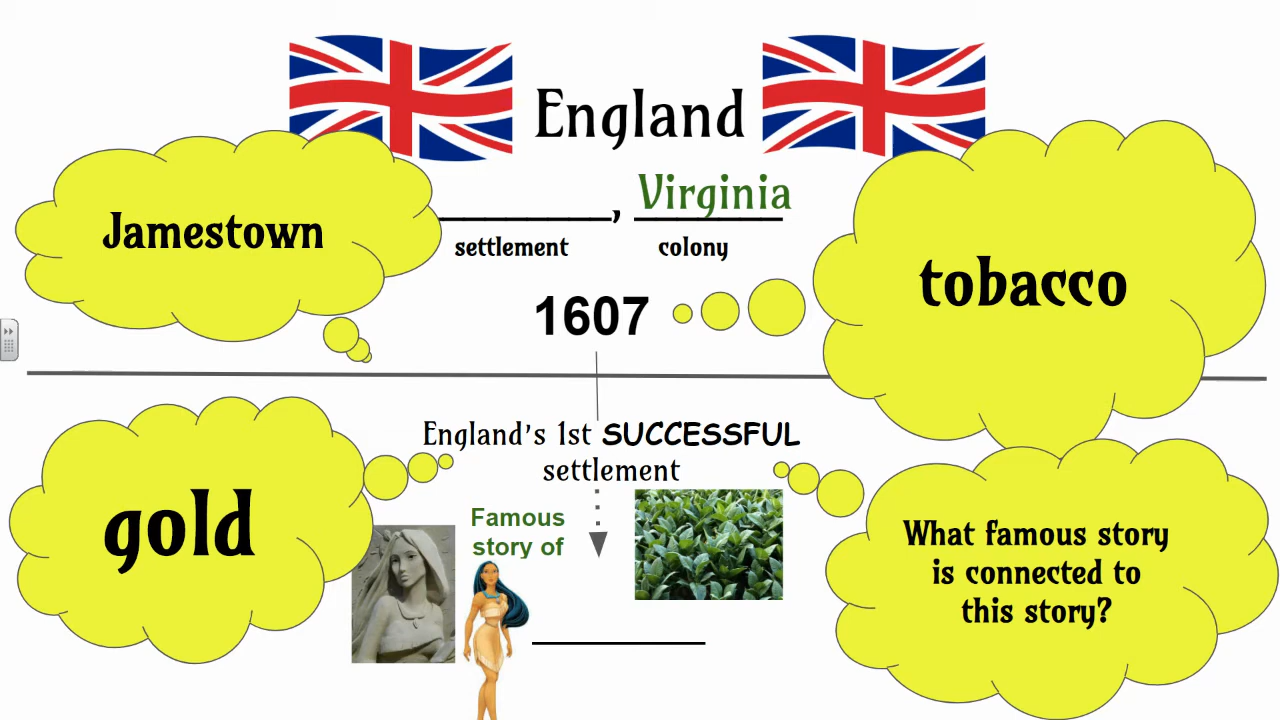 England
Virginia
,
settlement colony
Jamestown
1607
tobacco
England's 1st SUCCESSFUL
settlement
gold
Famous
story of
What famous story
is connected to
this story?